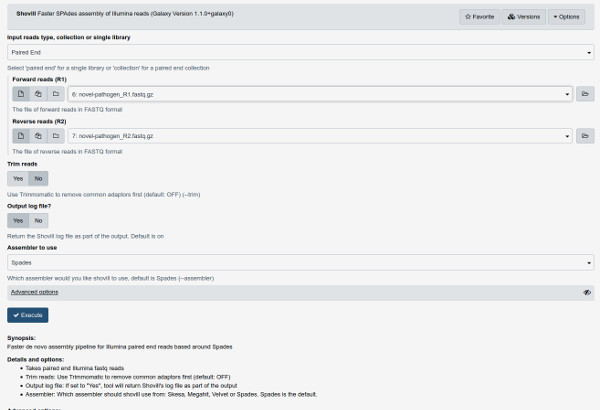 Shovill Faster SPAdes assembly of Illumina reads (Galaxy Version 1.1.0+galaxy0)
Favorite
Versions
Options
Input reads type, collection or single library
Paired End
Select 'paired end' for a single library or 'collection' for a paired end collection
Forward reads (R1)
6: novel-pathogen_R1.fastq.gz
The file of forward reads in FASTQ format
Reverse reads (R2)
7: novel-pathogen_R2.fastq.gz
The file of reverse reads in FASTQ format
Trim reads
Yes No
Use Trimmomatic to remove common adaptors first (default: OFF) (--trim)
Output log file?
Yes No
Return the Shovill log file as part of the output. Default is on
Assembler to use
Spades
Which assembler would you like shovill to use, default is Spades (--assembler)
Advanced options
Execute
Synopsis:
Faster de novo assembly pipeline for Illumina paired end reads based around Spades
Details and options:
• Takes paired end Illumina fastq reads
• Trim reads: Use Trimmomatic to remove common adaptors first (default: OFF)
• Output log file: If set to "Yes", tool will return Shovill's log file as part of the output
• Assembler: Which assembler should shovill use from: Skesa, Megahit, Velvet or Spades. Spades is the default.